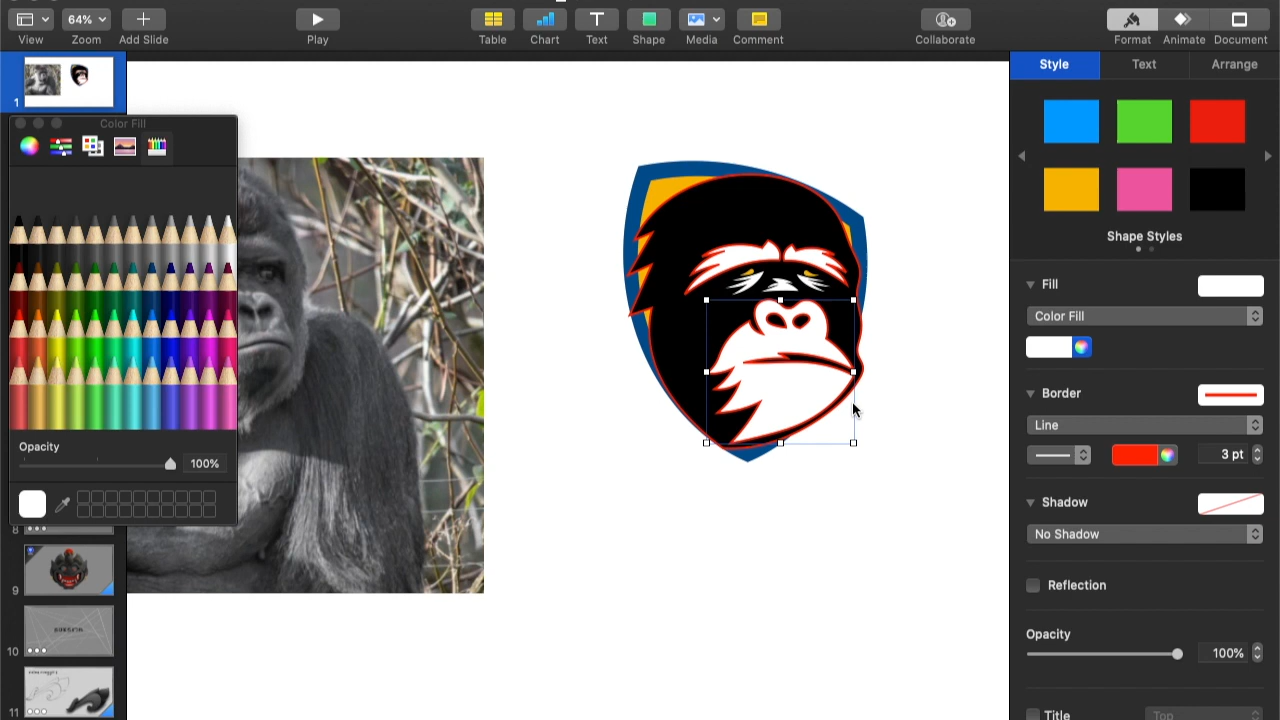 64%
View
Zoom
Add Slide
Play
Table
Chart
Text
Shape
Media
Comment
Collaborate
Format
Animate
Document
1
Color Fill
Opacity
100%
8
9
10
11
Style
Text
Arrange
Shape Styles
Fill
Color Fill
Border
Line
3 pt
Shadow
No Shadow
Reflection
Opacity
100%
Title
Top